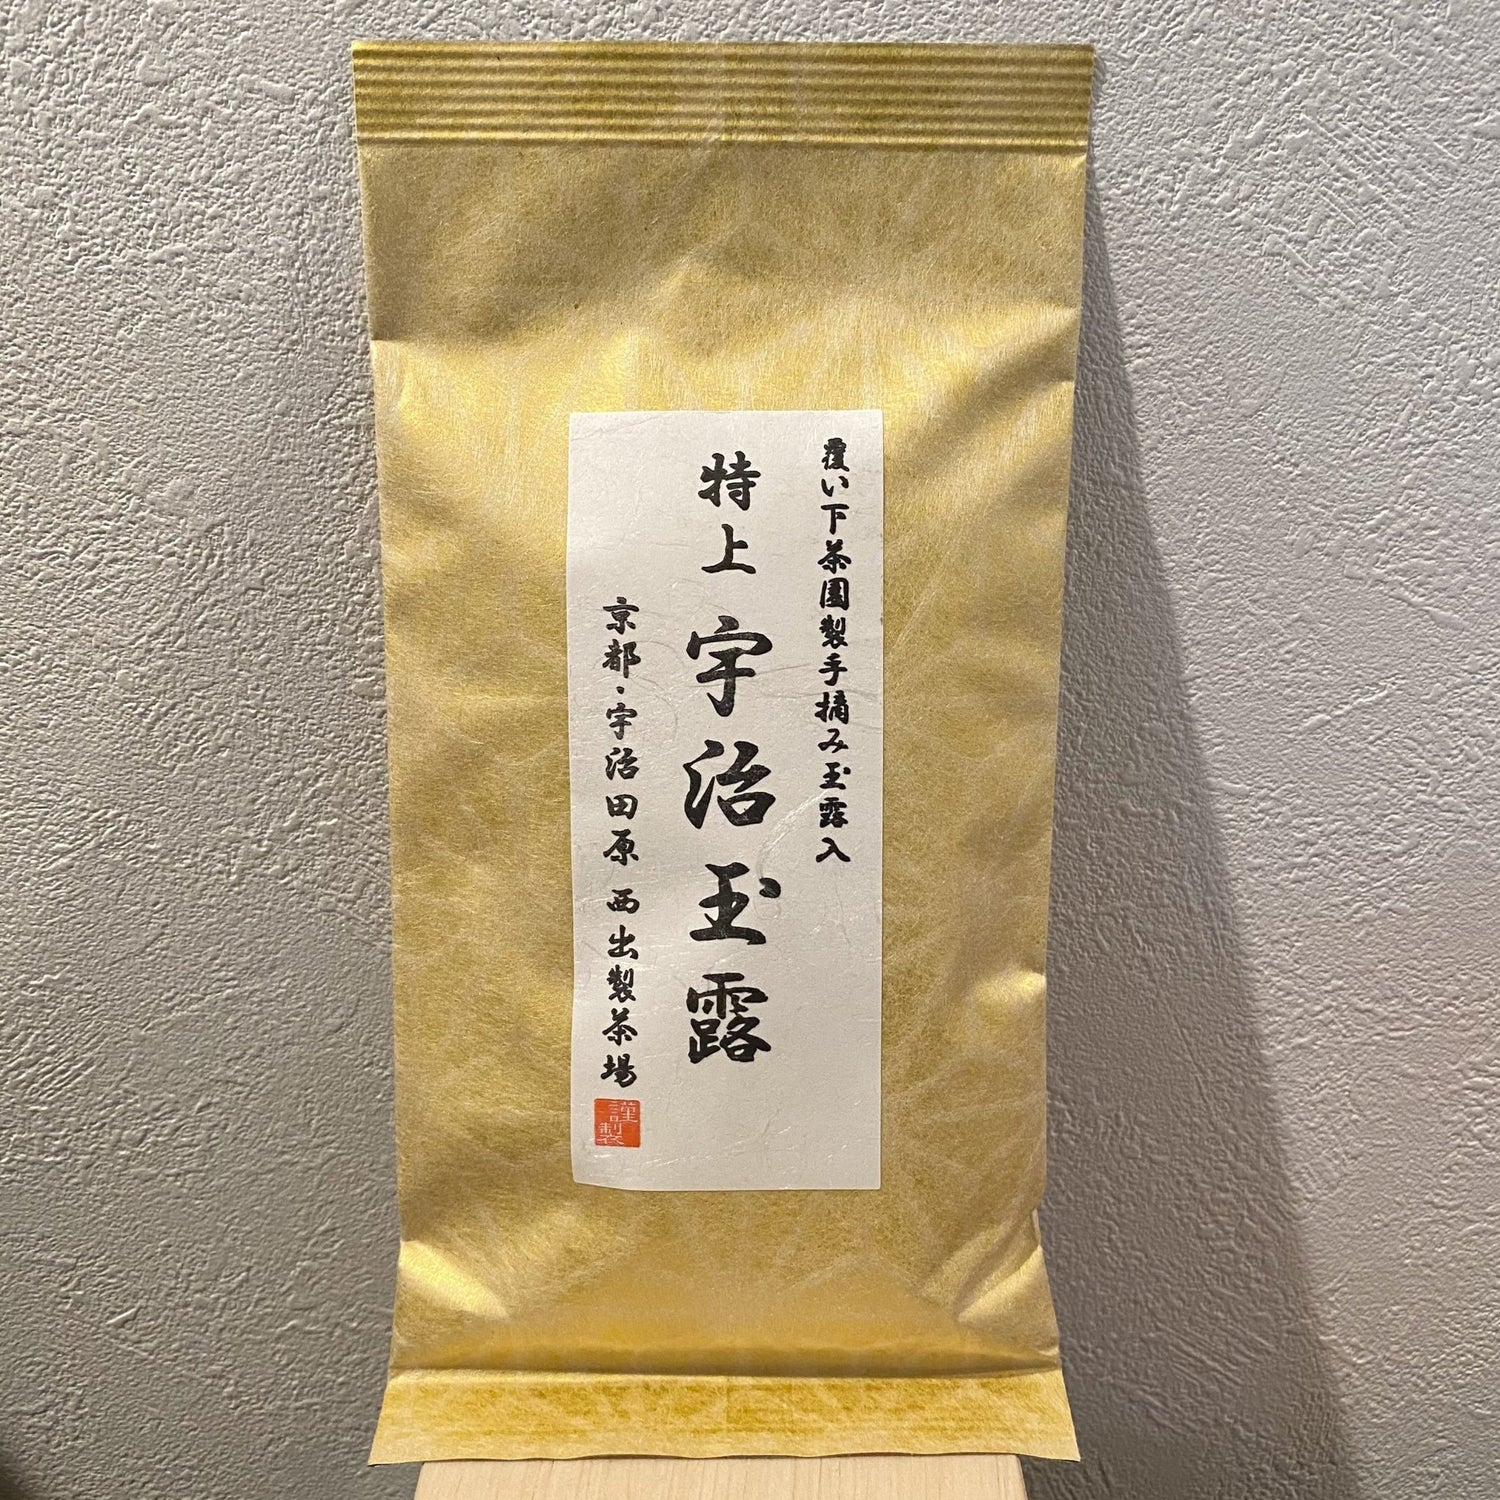 覆い下茶園製手摘み玉露入
特上 宇治玉露
京都・宇治田原 西出製茶場
謹製